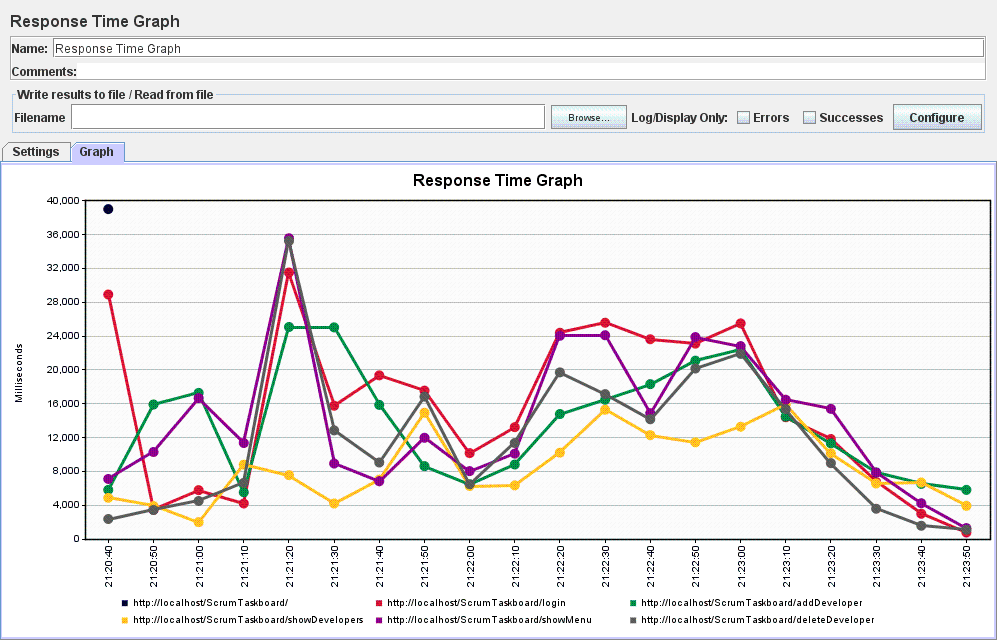 Response Time Graph
Name: Response Time Graph
Comments:
Write results to file / Read from file
Filename Browse... Log/Display Only: Errors Successes Configure
Settings Graph
Response Time Graph
40,000
36,000
32,000
28,000
24,000
20,000
16,000
12,000
8,000
4,000
0
Milliseconds
21:20:40 21:20:50 21:21:00 21:21:10 21:21:20 21:21:30 21:21:40 21:21:50 21:22:00 21:22:10 21:22:20 21:22:30 21:22:40 21:22:50 21:23:00 21:23:10 21:23:20 21:23:30 21:23:40 21:23:50
http://localhost/ScrumTaskboard/ http://localhost/ScrumTaskboard/login http://localhost/ScrumTaskboard/addDeveloper
http://localhost/ScrumTaskboard/showDevelopers http://localhost/ScrumTaskboard/showMenu http://localhost/ScrumTaskboard/deleteDeveloper